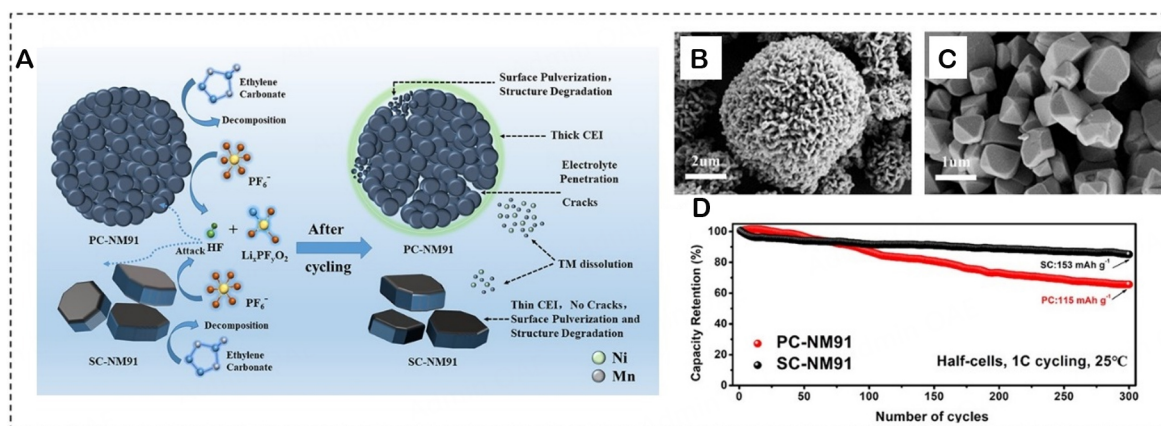 A
Ethylene
Carbonate
Decomposition
PF₆⁻
PC-NM91
Attack HF + LiₓPFᵧO₂
PF₆⁻
Decomposition
SC-NM91
Ethylene
Carbonate
After
cycling
Surface Pulverization,
Structure Degradation
Thick CEI
Electrolyte
Penetration
Cracks
PC-NM91
TM dissolution
Thin CEI, No Cracks,
Surface Pulverization and
Structure Degradation
SC-NM91
Ni
Mn
B
2um
C
1um
D
Capacity Retention (%)
100
80
60
40
20
0
SC:153 mAh g⁻¹
PC:115 mAh g⁻¹
PC-NM91
SC-NM91
Half-cells, 1C cycling, 25℃
0 50 100 150 200 250 300
Number of cycles